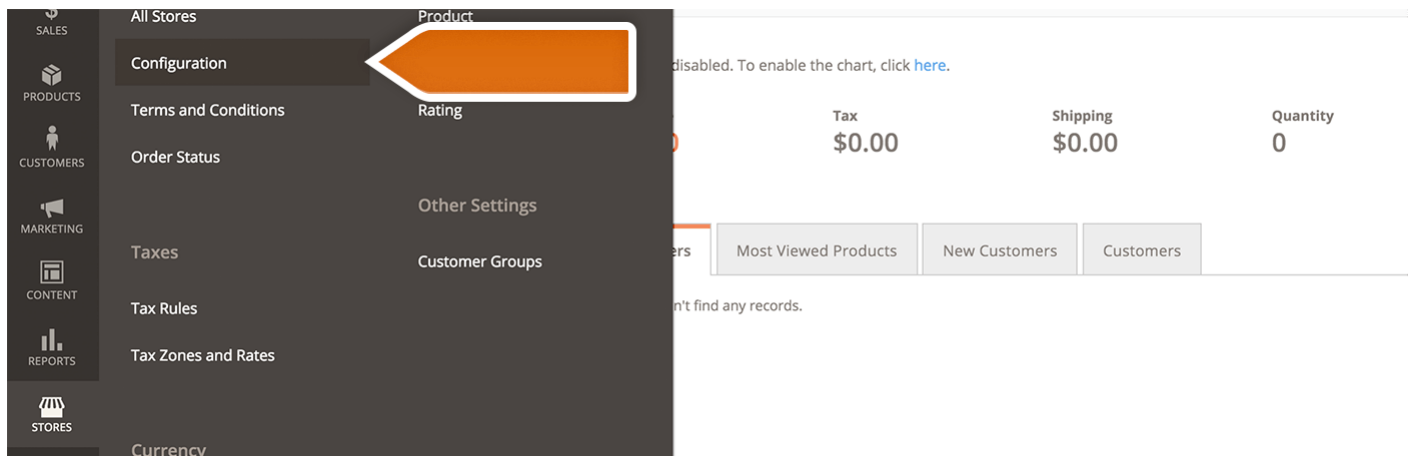 SALES
PRODUCTS
CUSTOMERS
MARKETING
CONTENT
REPORTS
STORES
All Stores
Configuration
Terms and Conditions
Order Status
Taxes
Tax Rules
Tax Zones and Rates
Currency
Product
Rating
Other Settings
Customer Groups
disabled. To enable the chart, click here.
Tax
$0.00
Shipping
$0.00
Quantity
0
Most Viewed Products
New Customers
Customers
find any records.